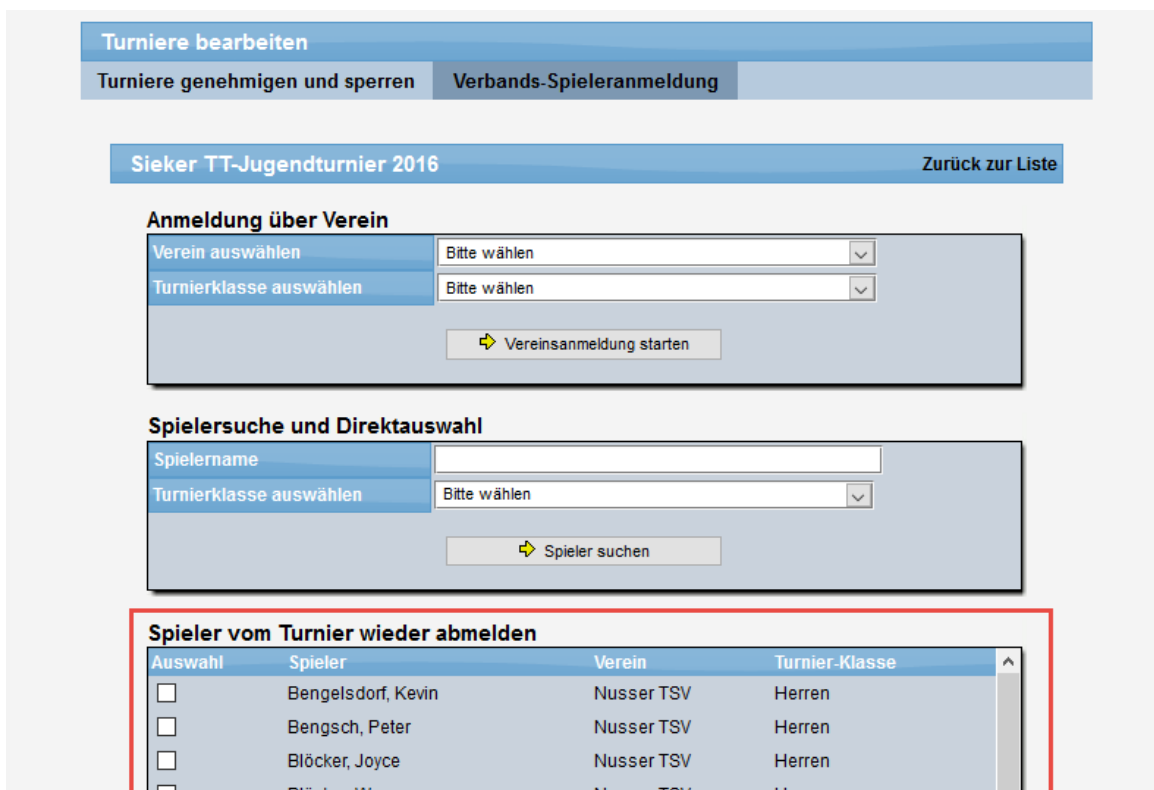 Turniere bearbeiten
Turniere genehmigen und sperren Verbands-Spieleranmeldung
Sieker TT-Jugendturnier 2016 Zurück zur Liste
Anmeldung über Verein
Verein auswählen Bitte wählen
Turnierklasse auswählen Bitte wählen
Vereinsanmeldung starten
Spielersuche und Direktauswahl
Spielername
Turnierklasse auswählen Bitte wählen
Spieler suchen
Spieler vom Turnier wieder abmelden
Auswahl Spieler Verein Turnier-Klasse
Bengelsdorf, Kevin Nusser TSV Herren
Bengsch, Peter Nusser TSV Herren
Blöcker, Joyce Nusser TSV Herren